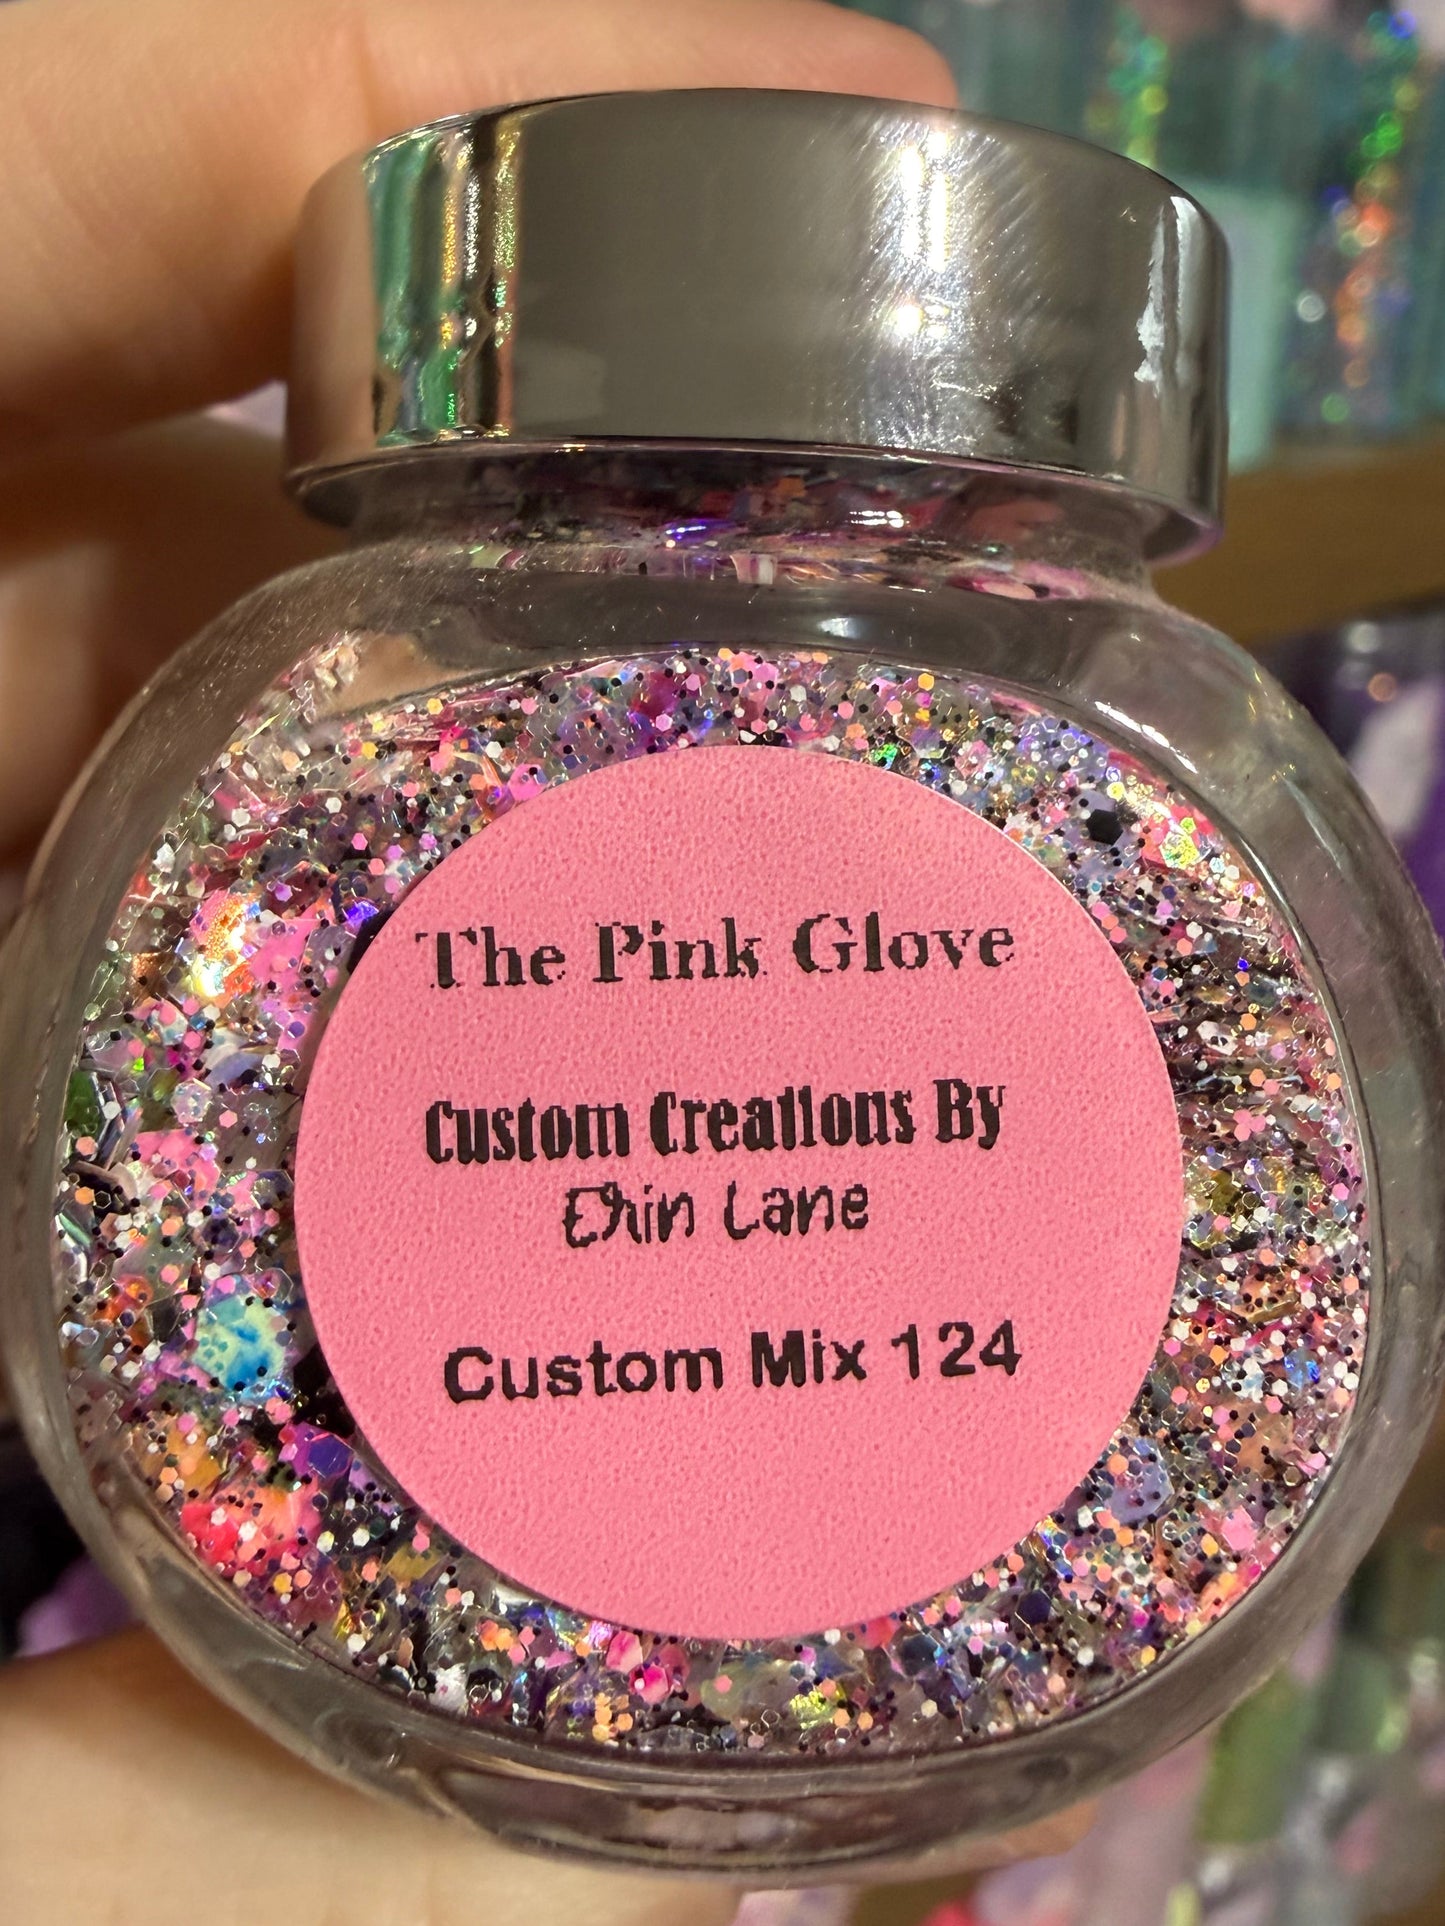 The Pink Glove
Custom Creations By
Erin Lane
Custom Mix 124